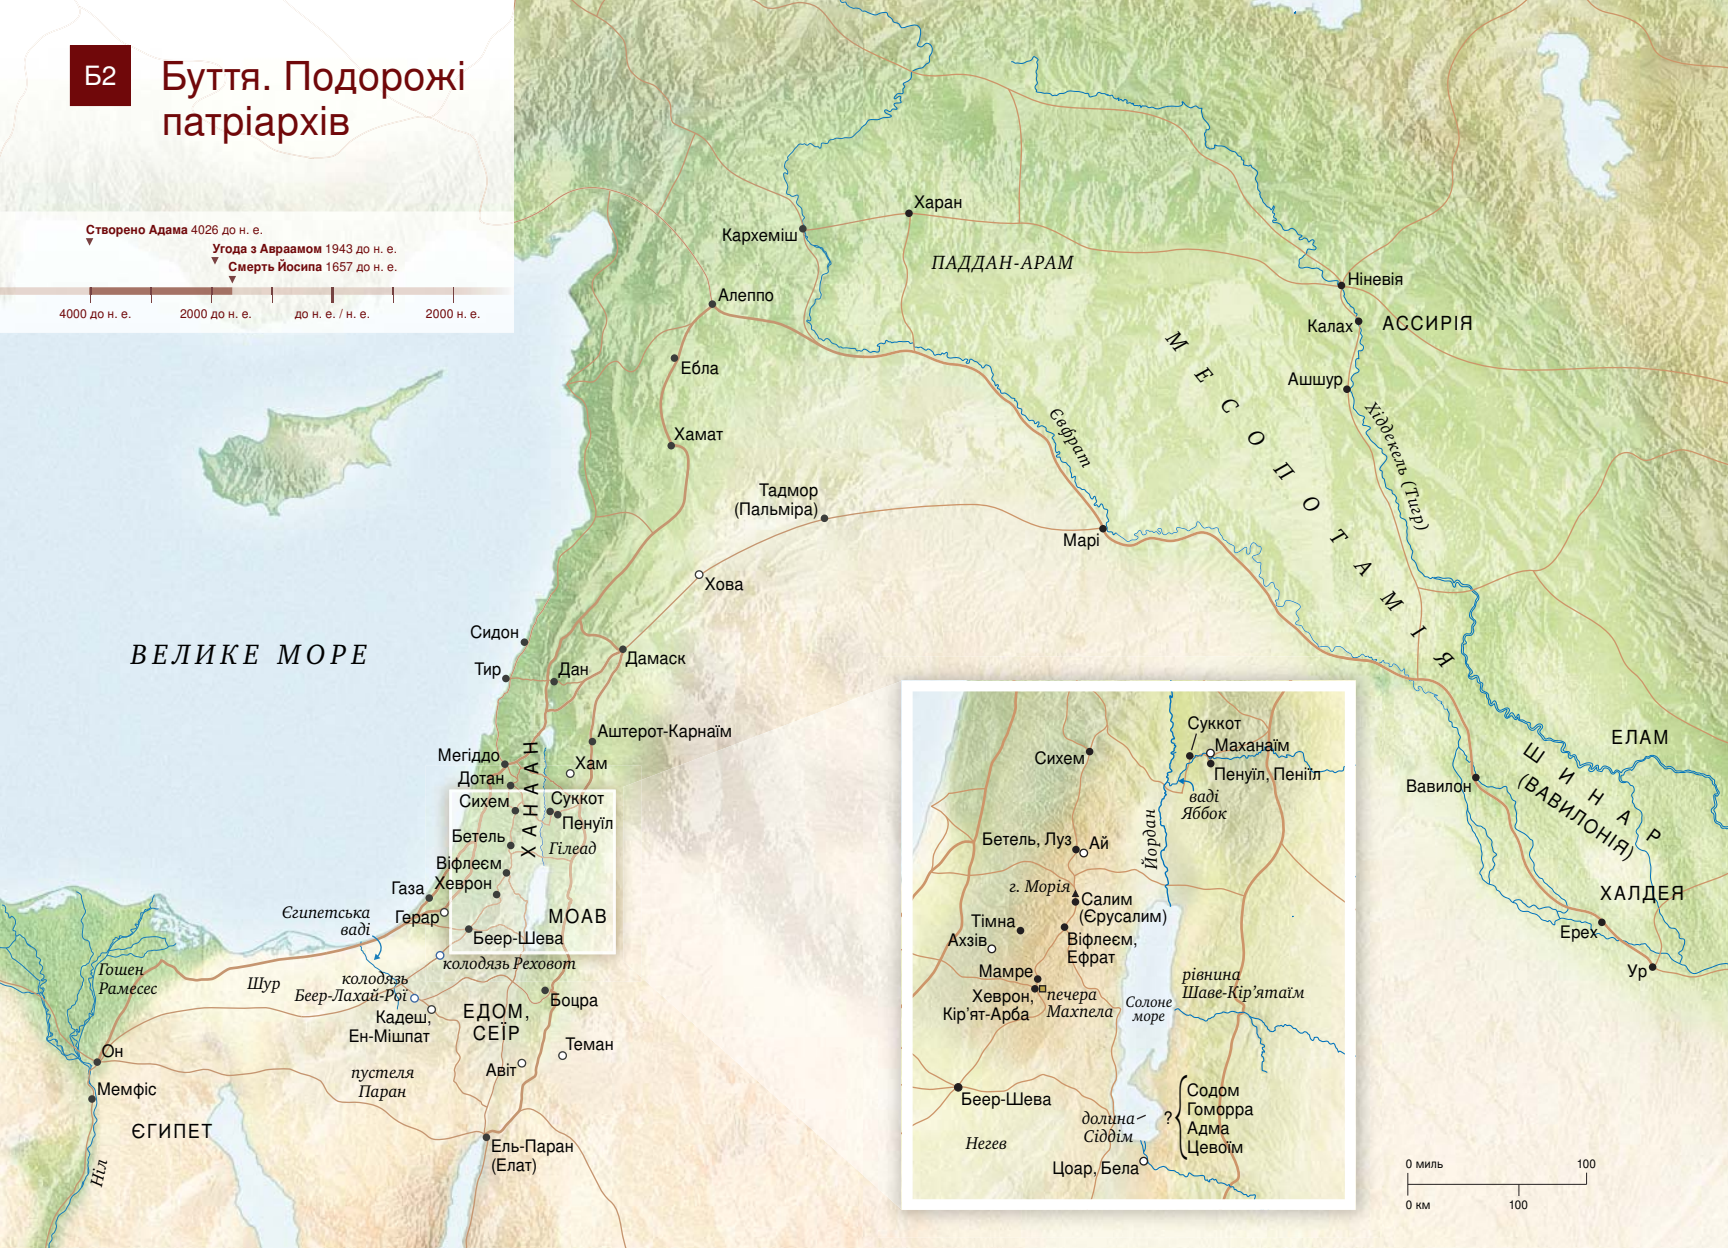 Б2
Буття. Подорожі
патріархів
Створено Адама 4026 до н. е.
Угода з Авраамом 1943 до н. е.
Смерть Йосипа 1657 до н. е.
4000 до н. е.
2000 до н. е.
до н. е. / н. е.
2000 н. е.
Харан
Кархеміш
ПАДДАН-АРАМ
Ніневія
Алеппо
Калах
АССИРІЯ
Ебла
Ашшур
МЕСОПОТАМІЯ
Хіддекель (Тигр)
Євфрат
Хамат
Тадмор
(Пальміра)
Марі
Хова
ВЕЛИКЕ МОРЕ
Сидон
Дамаск
Тир
Дан
Аштерот-Карнаїм
Мегіддо
Хам
Дотан
ХАНААН
Сихем
Суккот
Пенуїл
Бетель
Гілеад
Віфлеєм
Хеврон
Газа
Герар
МОАВ
Єгипетська
ваді
Беер-Шева
колодязь Реховот
Гошен
Рамесес
Шур
колодязь
Беер-Лахай-Рої
Боцра
Кадеш,
Ен-Мішпат
ЕДОМ,
СЕЇР
Теман
Он
Авіт
пустеля
Паран
Мемфіс
ЄГИПЕТ
Ніл
Ель-Паран
(Елат)
ЕЛАМ
ШИНАР
(ВАВИЛОНІЯ)
Вавилон
ХАЛДЕЯ
Ерех
Ур
Суккот
Маханаїм
Сихем
Пенуїл, Пеніїл
ваді
Яббок
Йордан
Бетель, Луз
Ай
г. Морія
Салим
(Єрусалим)
Тімна
Ахзів
Віфлеєм,
Ефрат
Мамре
рівнина
Шаве-Кір’ятаїм
Хеврон,
Кір’ят-Арба
печера
Махпела
Солоне
море
Беер-Шева
Содом
Гоморра
Адма
Цевоїм
?
долина
Сіддім
Негев
Цоар, Бела
0 миль
100
0 км
100